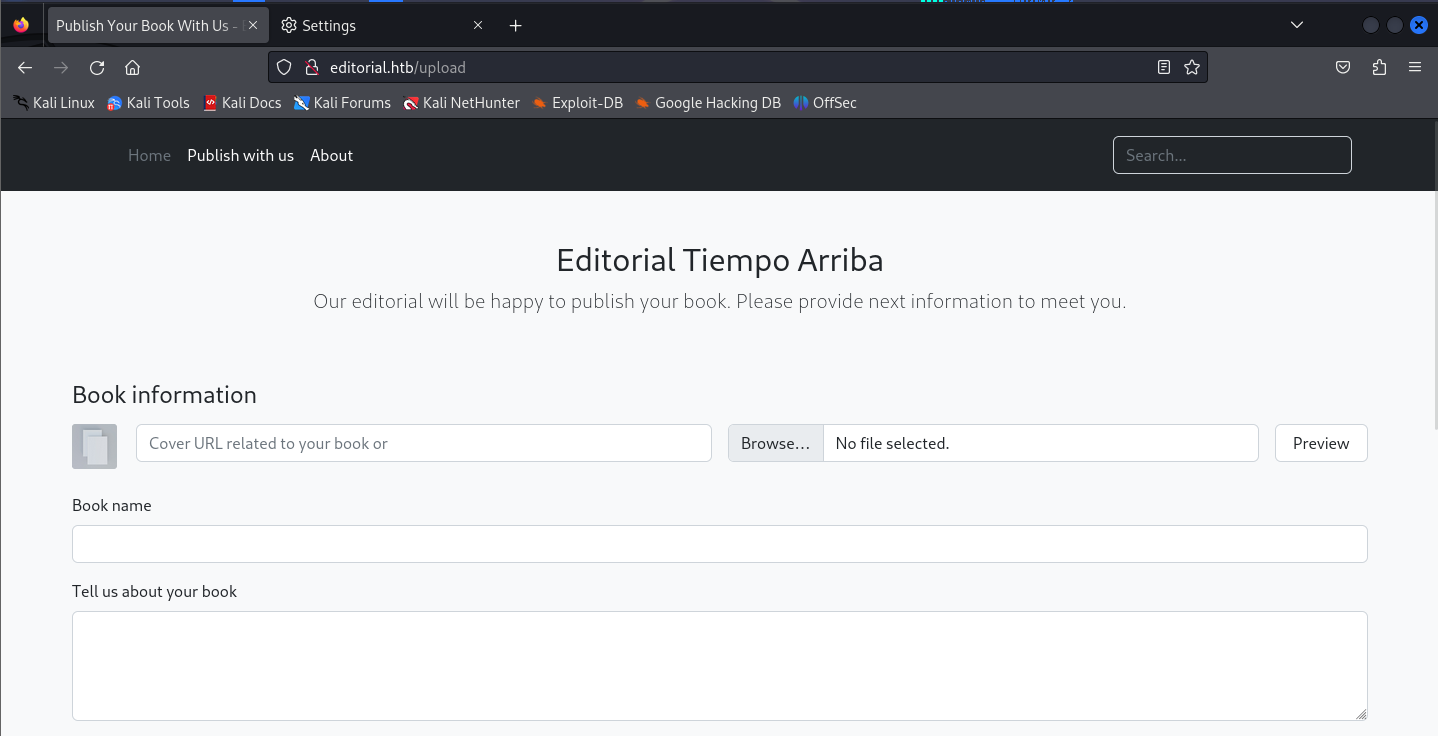 Publish Your Book With Us -
Settings
editorial.htb/upload
Kali Linux Kali Tools Kali Docs Kali Forums Kali NetHunter Exploit-DB Google Hacking DB OffSec
Home Publish with us About Search...
Editorial Tiempo Arriba
Our editorial will be happy to publish your book. Please provide next information to meet you.
Book information
Cover URL related to your book or Browse... No file selected. Preview
Book name
Tell us about your book